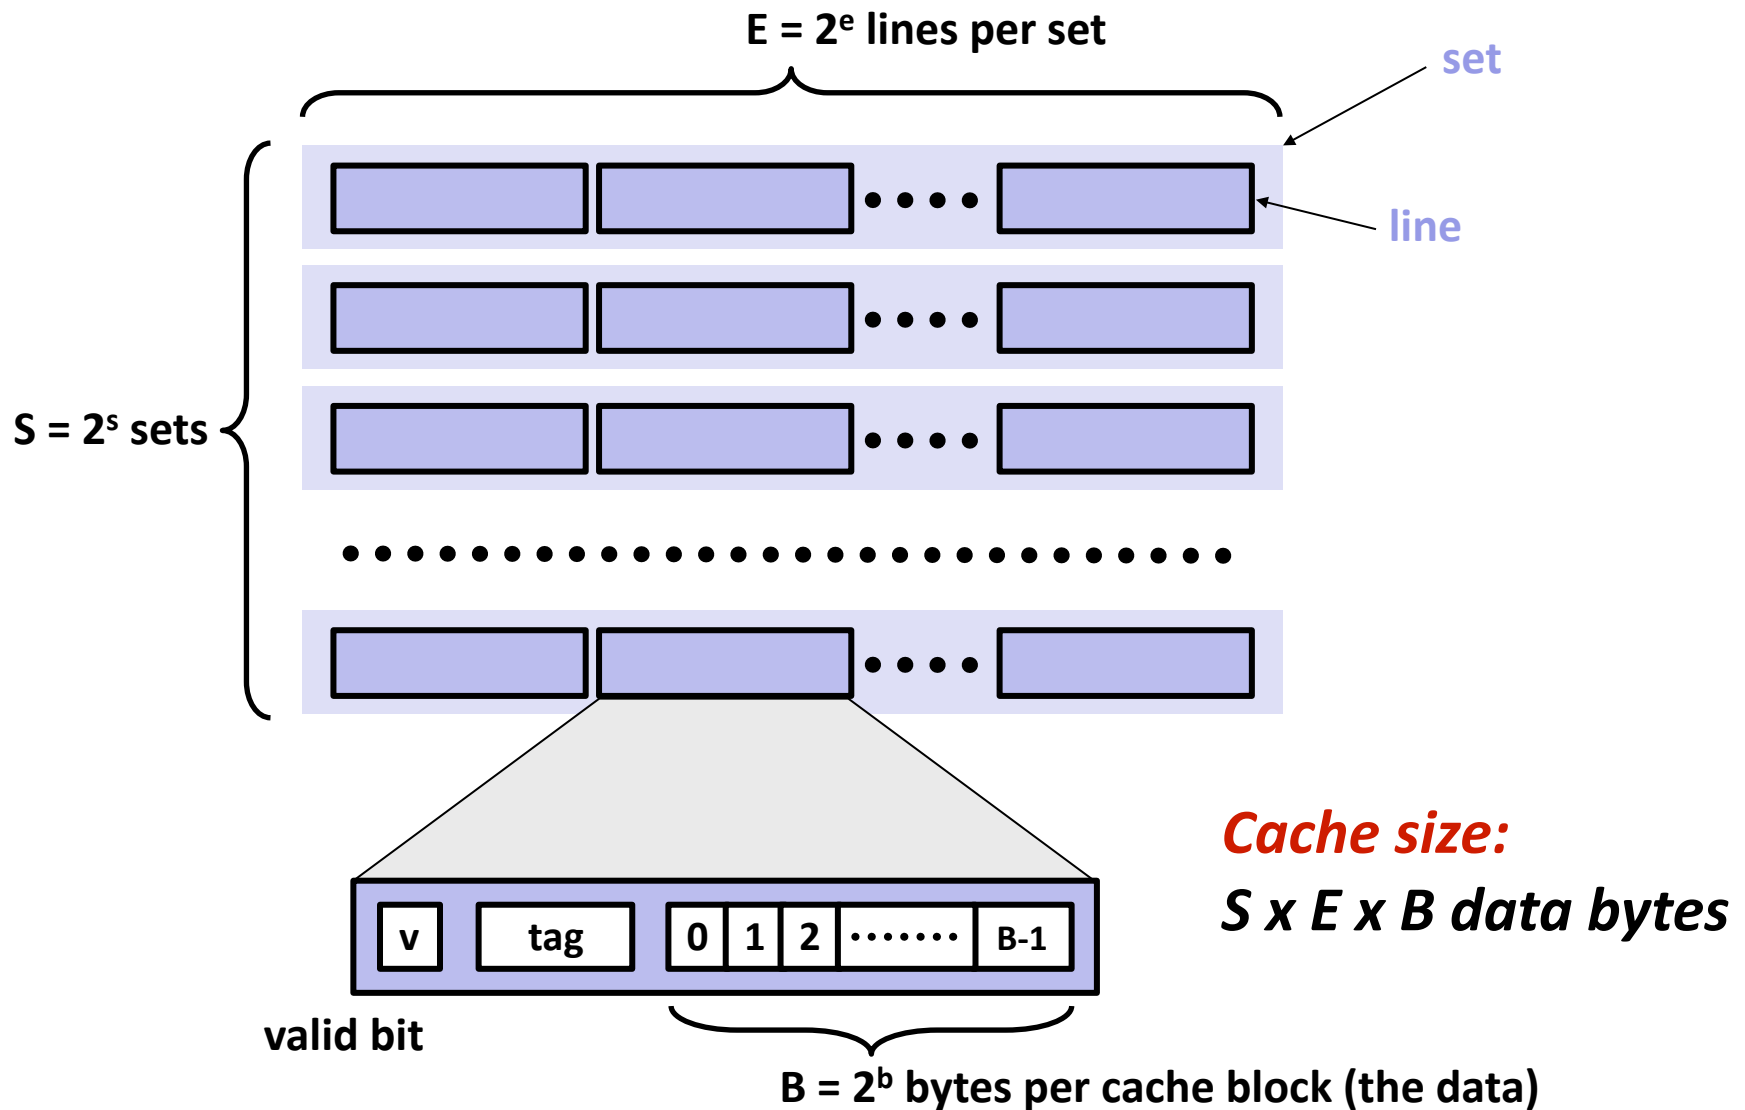 E = 2ᵉ lines per set
set
line
S = 2ˢ sets
Cache size:
S x E x B data bytes
v tag 0 1 2 ······· B-1
valid bit
B = 2ᵇ bytes per cache block (the data)